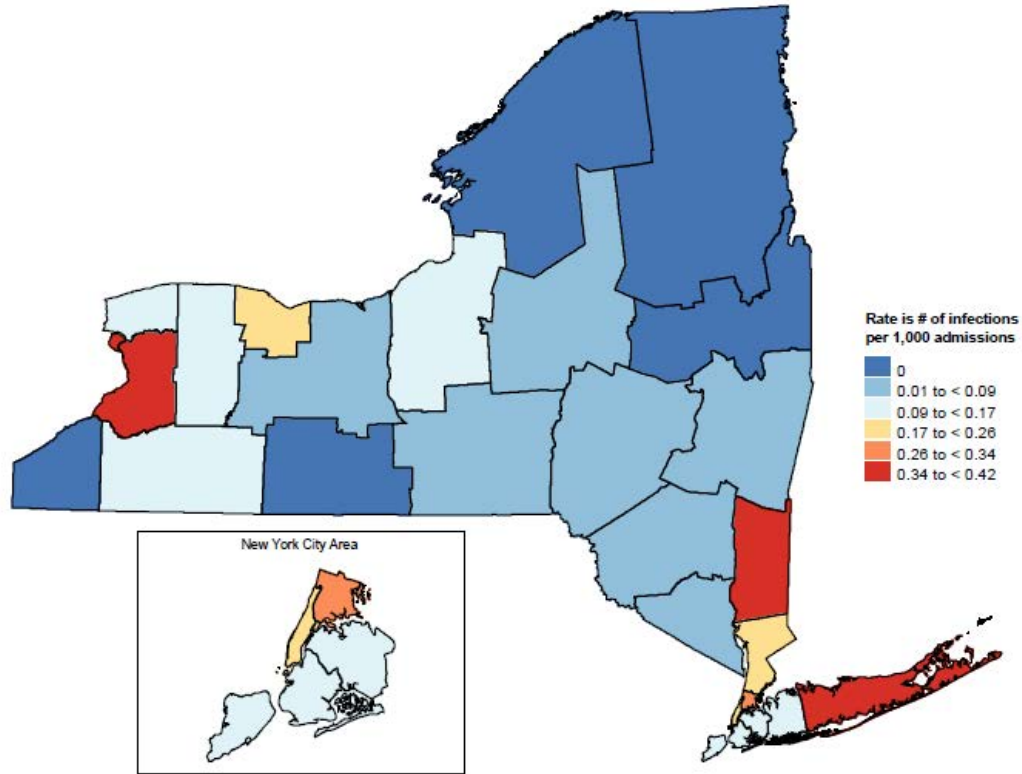 Rate is # of infections
per 1,000 admissions
0
0.01 to < 0.09
0.09 to < 0.17
0.17 to < 0.26
0.26 to < 0.34
0.34 to < 0.42
New York City Area